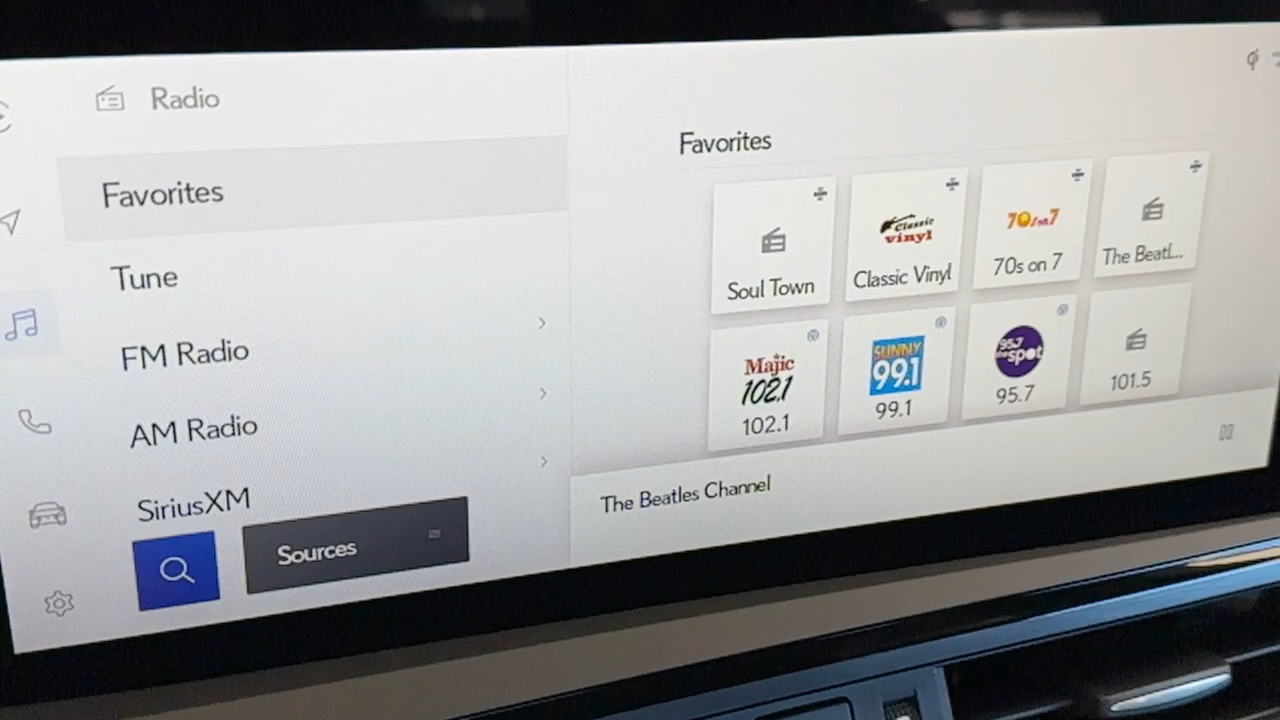 Radio
Favorites
Tune
FM Radio
AM Radio
SiriusXM
Sources
Favorites
Soul Town
Classic vinyl
Classic Vinyl
70s on 7
70s on 7
The Beatl...
Majic
102.1
102.1
SUNNY
99.1
99.1
95.7
the spot
95.7
101.5
The Beatles Channel